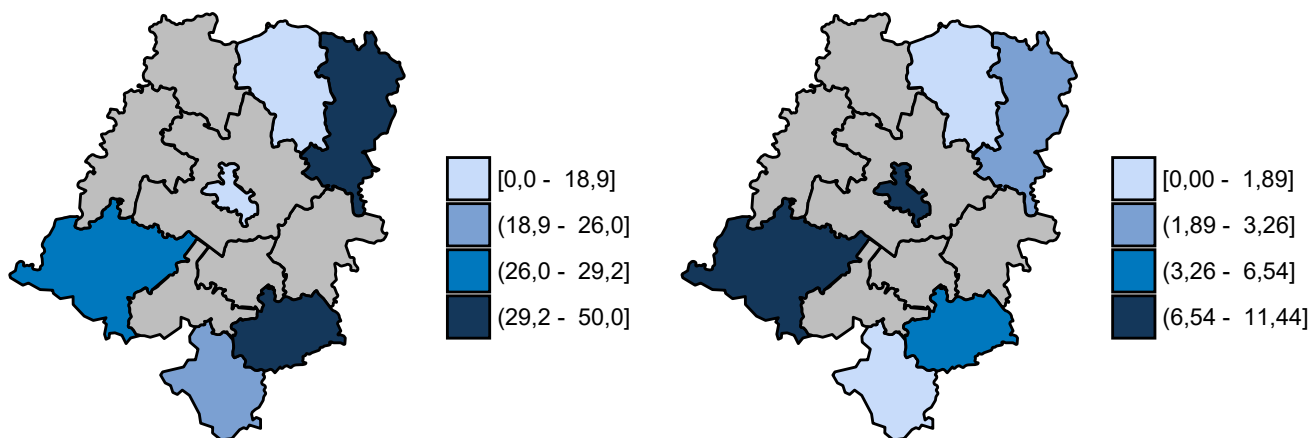 [0,0 - 18,9]
(18,9 - 26,0]
(26,0 - 29,2]
(29,2 - 50,0]
[0,00 - 1,89]
(1,89 - 3,26]
(3,26 - 6,54]
(6,54 - 11,44]